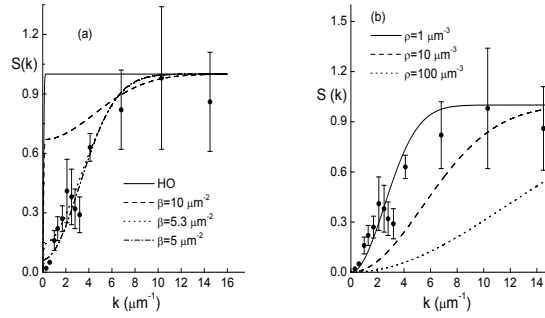 (a)
S(k)
0.9
0.6
0.3
0.0
HO
β=10 μm⁻²
β=5.3 μm⁻²
β=5 μm⁻²
0 2 4 6 8 10 12 14 16
k (μm⁻¹)
(b)
ρ=1 μm⁻³
ρ=10 μm⁻³
ρ=100 μm⁻³
S (k)
1.5
1.2
0.9
0.6
0.3
0.0
0 2 4 6 8 10 12 14
k (μm⁻¹)